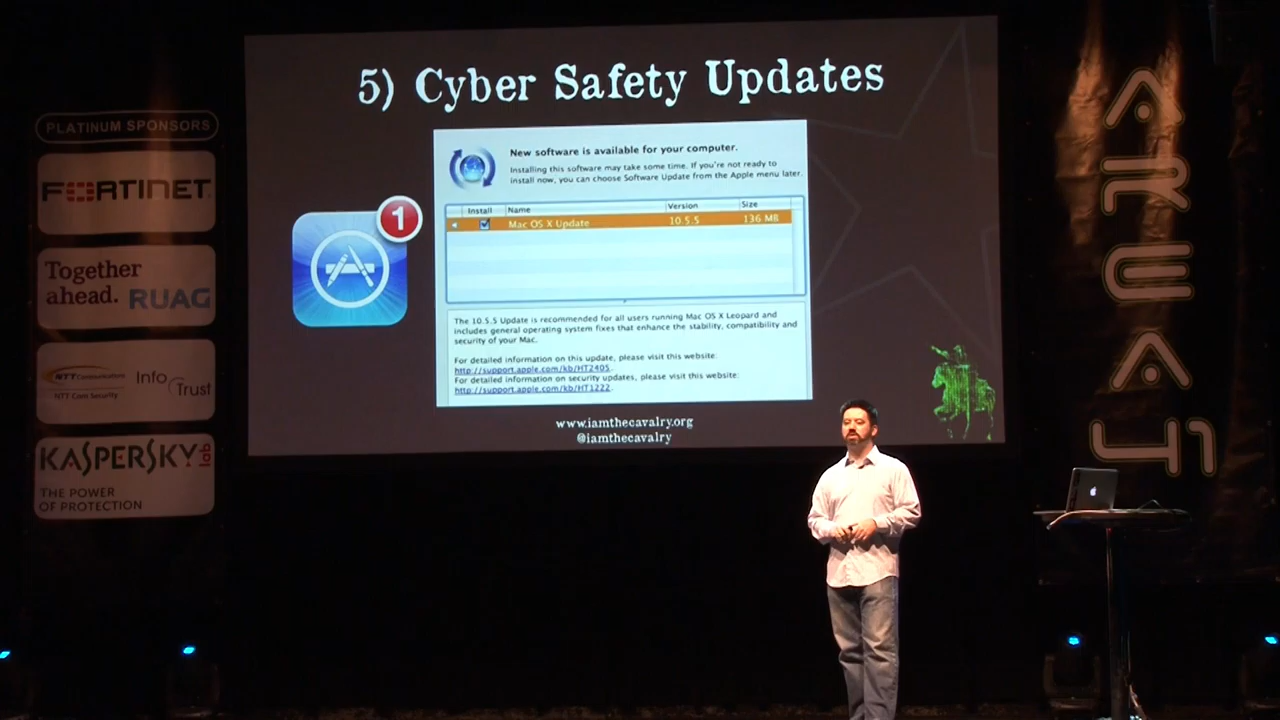 5) Cyber Safety Updates
PLATINUM SPONSORS
FORTINET
Together
ahead. RUAG
NTT Communications
NTT Com Security
Info
Trust
KASPERSKY lab
THE POWER
OF PROTECTION
1
New software is available for your computer.
Installing this software may take some time. If you're not ready to
install now, you can choose Software Update from the Apple menu later.
Install Name Version Size
Mac OS X Update 10.5.5 136 MB
The 10.5.5 Update is recommended for all users running Mac OS X Leopard and
includes general operating system fixes that enhance the stability, compatibility and
security of your Mac.
For detailed information on this update, please visit this website:
http://support.apple.com/kb/HT2405.
For detailed information on security updates, please visit this website:
http://support.apple.com/kb/HT1222.
www.iamthecavalry.org
@iamthecavalry